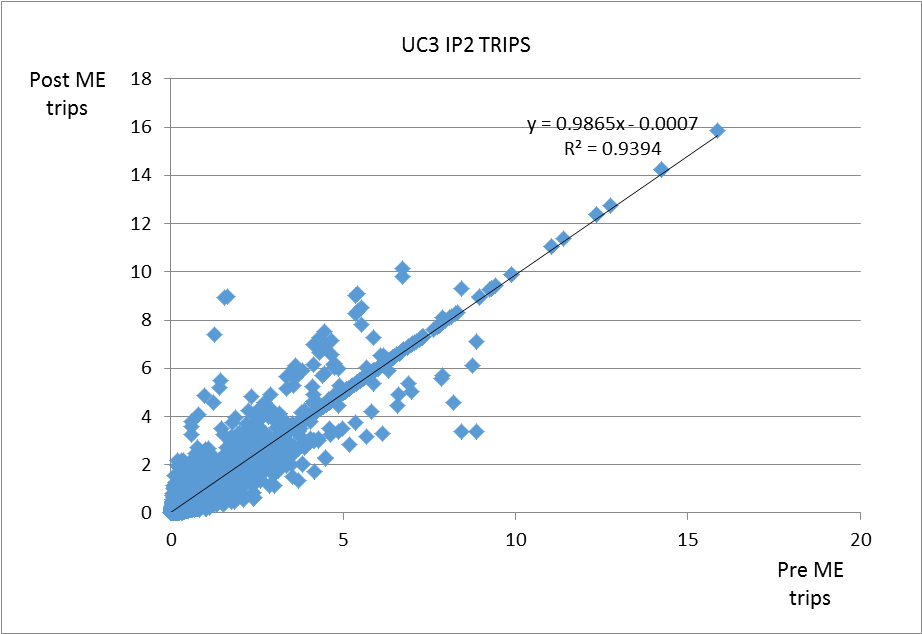 UC3 IP2 TRIPS
Post ME
trips
18
16
14
12
10
8
6
4
2
0
y = 0.9865x - 0.0007
R² = 0.9394
0 5 10 15 20
Pre ME
trips